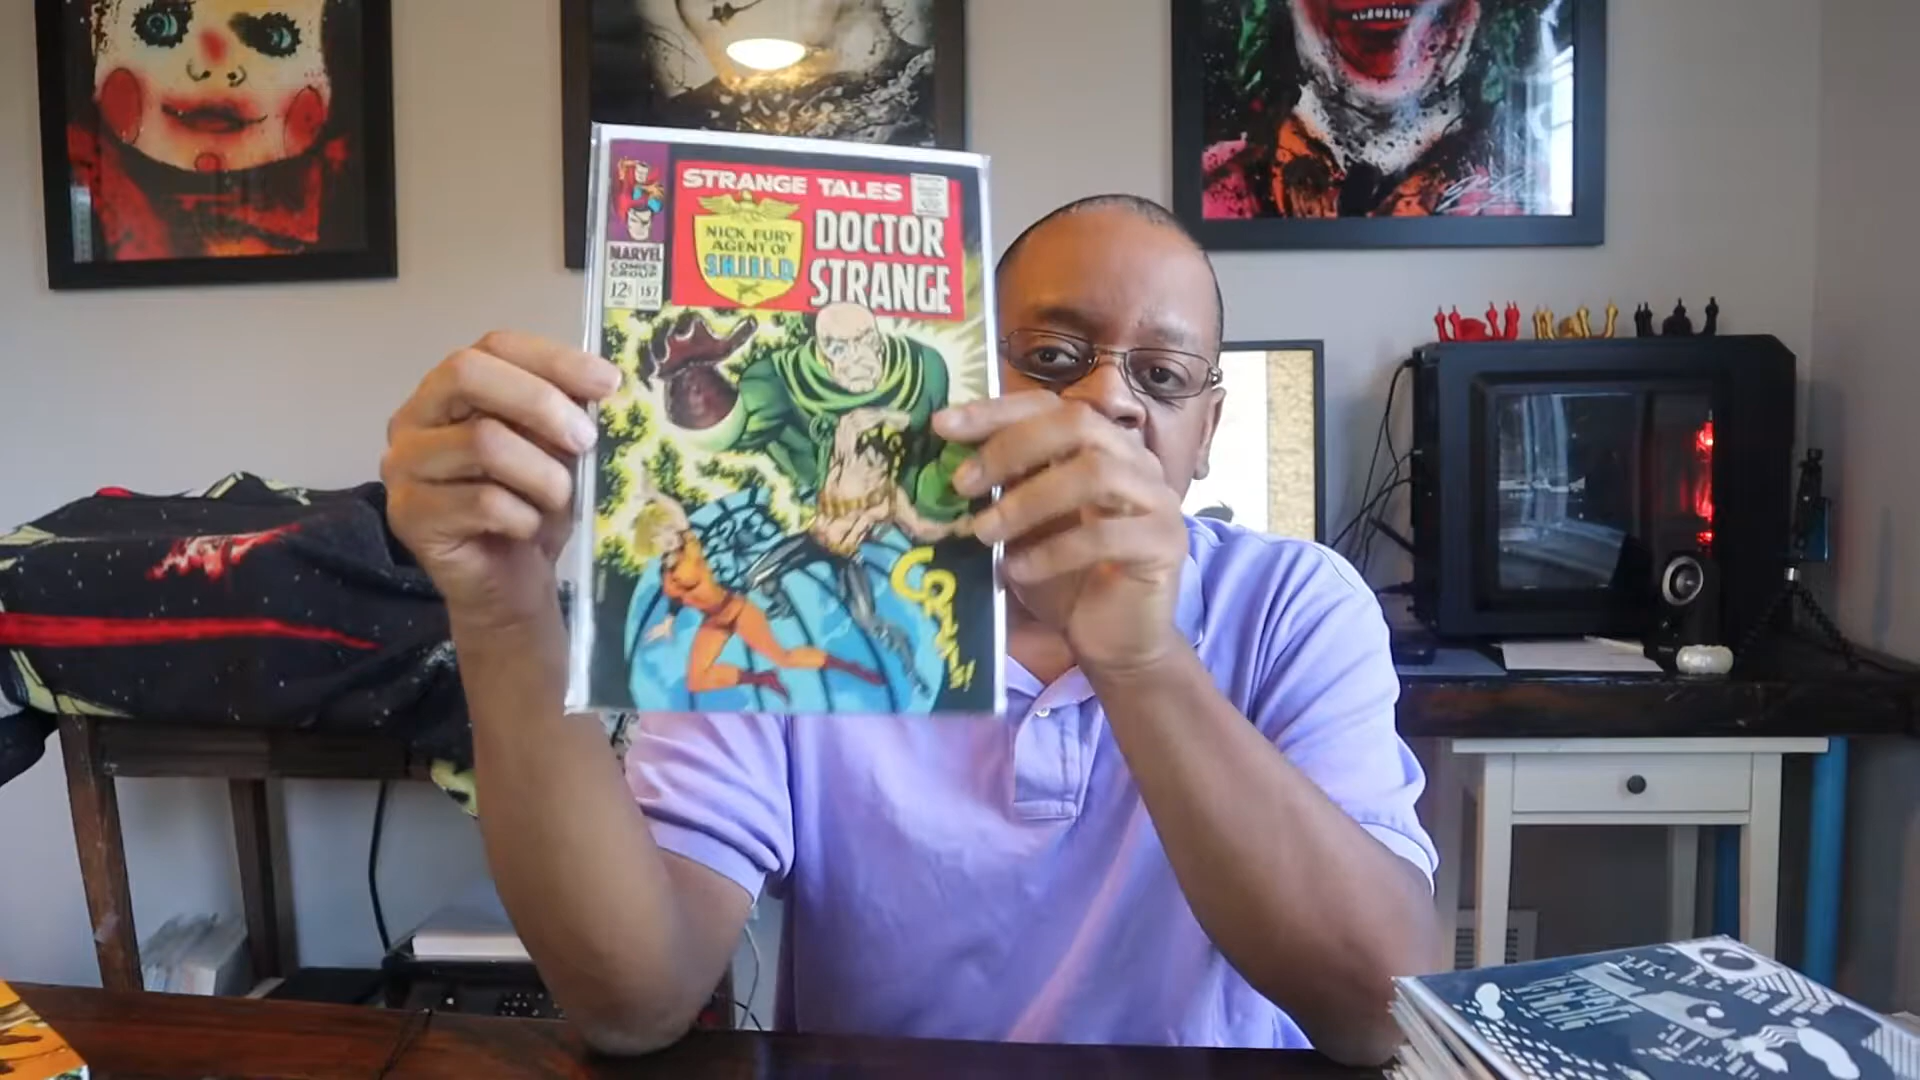 STRANGE TALES
NICK FURY
AGENT OF
S.H.I.E.L.D.
DOCTOR
STRANGE
MARVEL
COMICS
GROUP
12¢
157